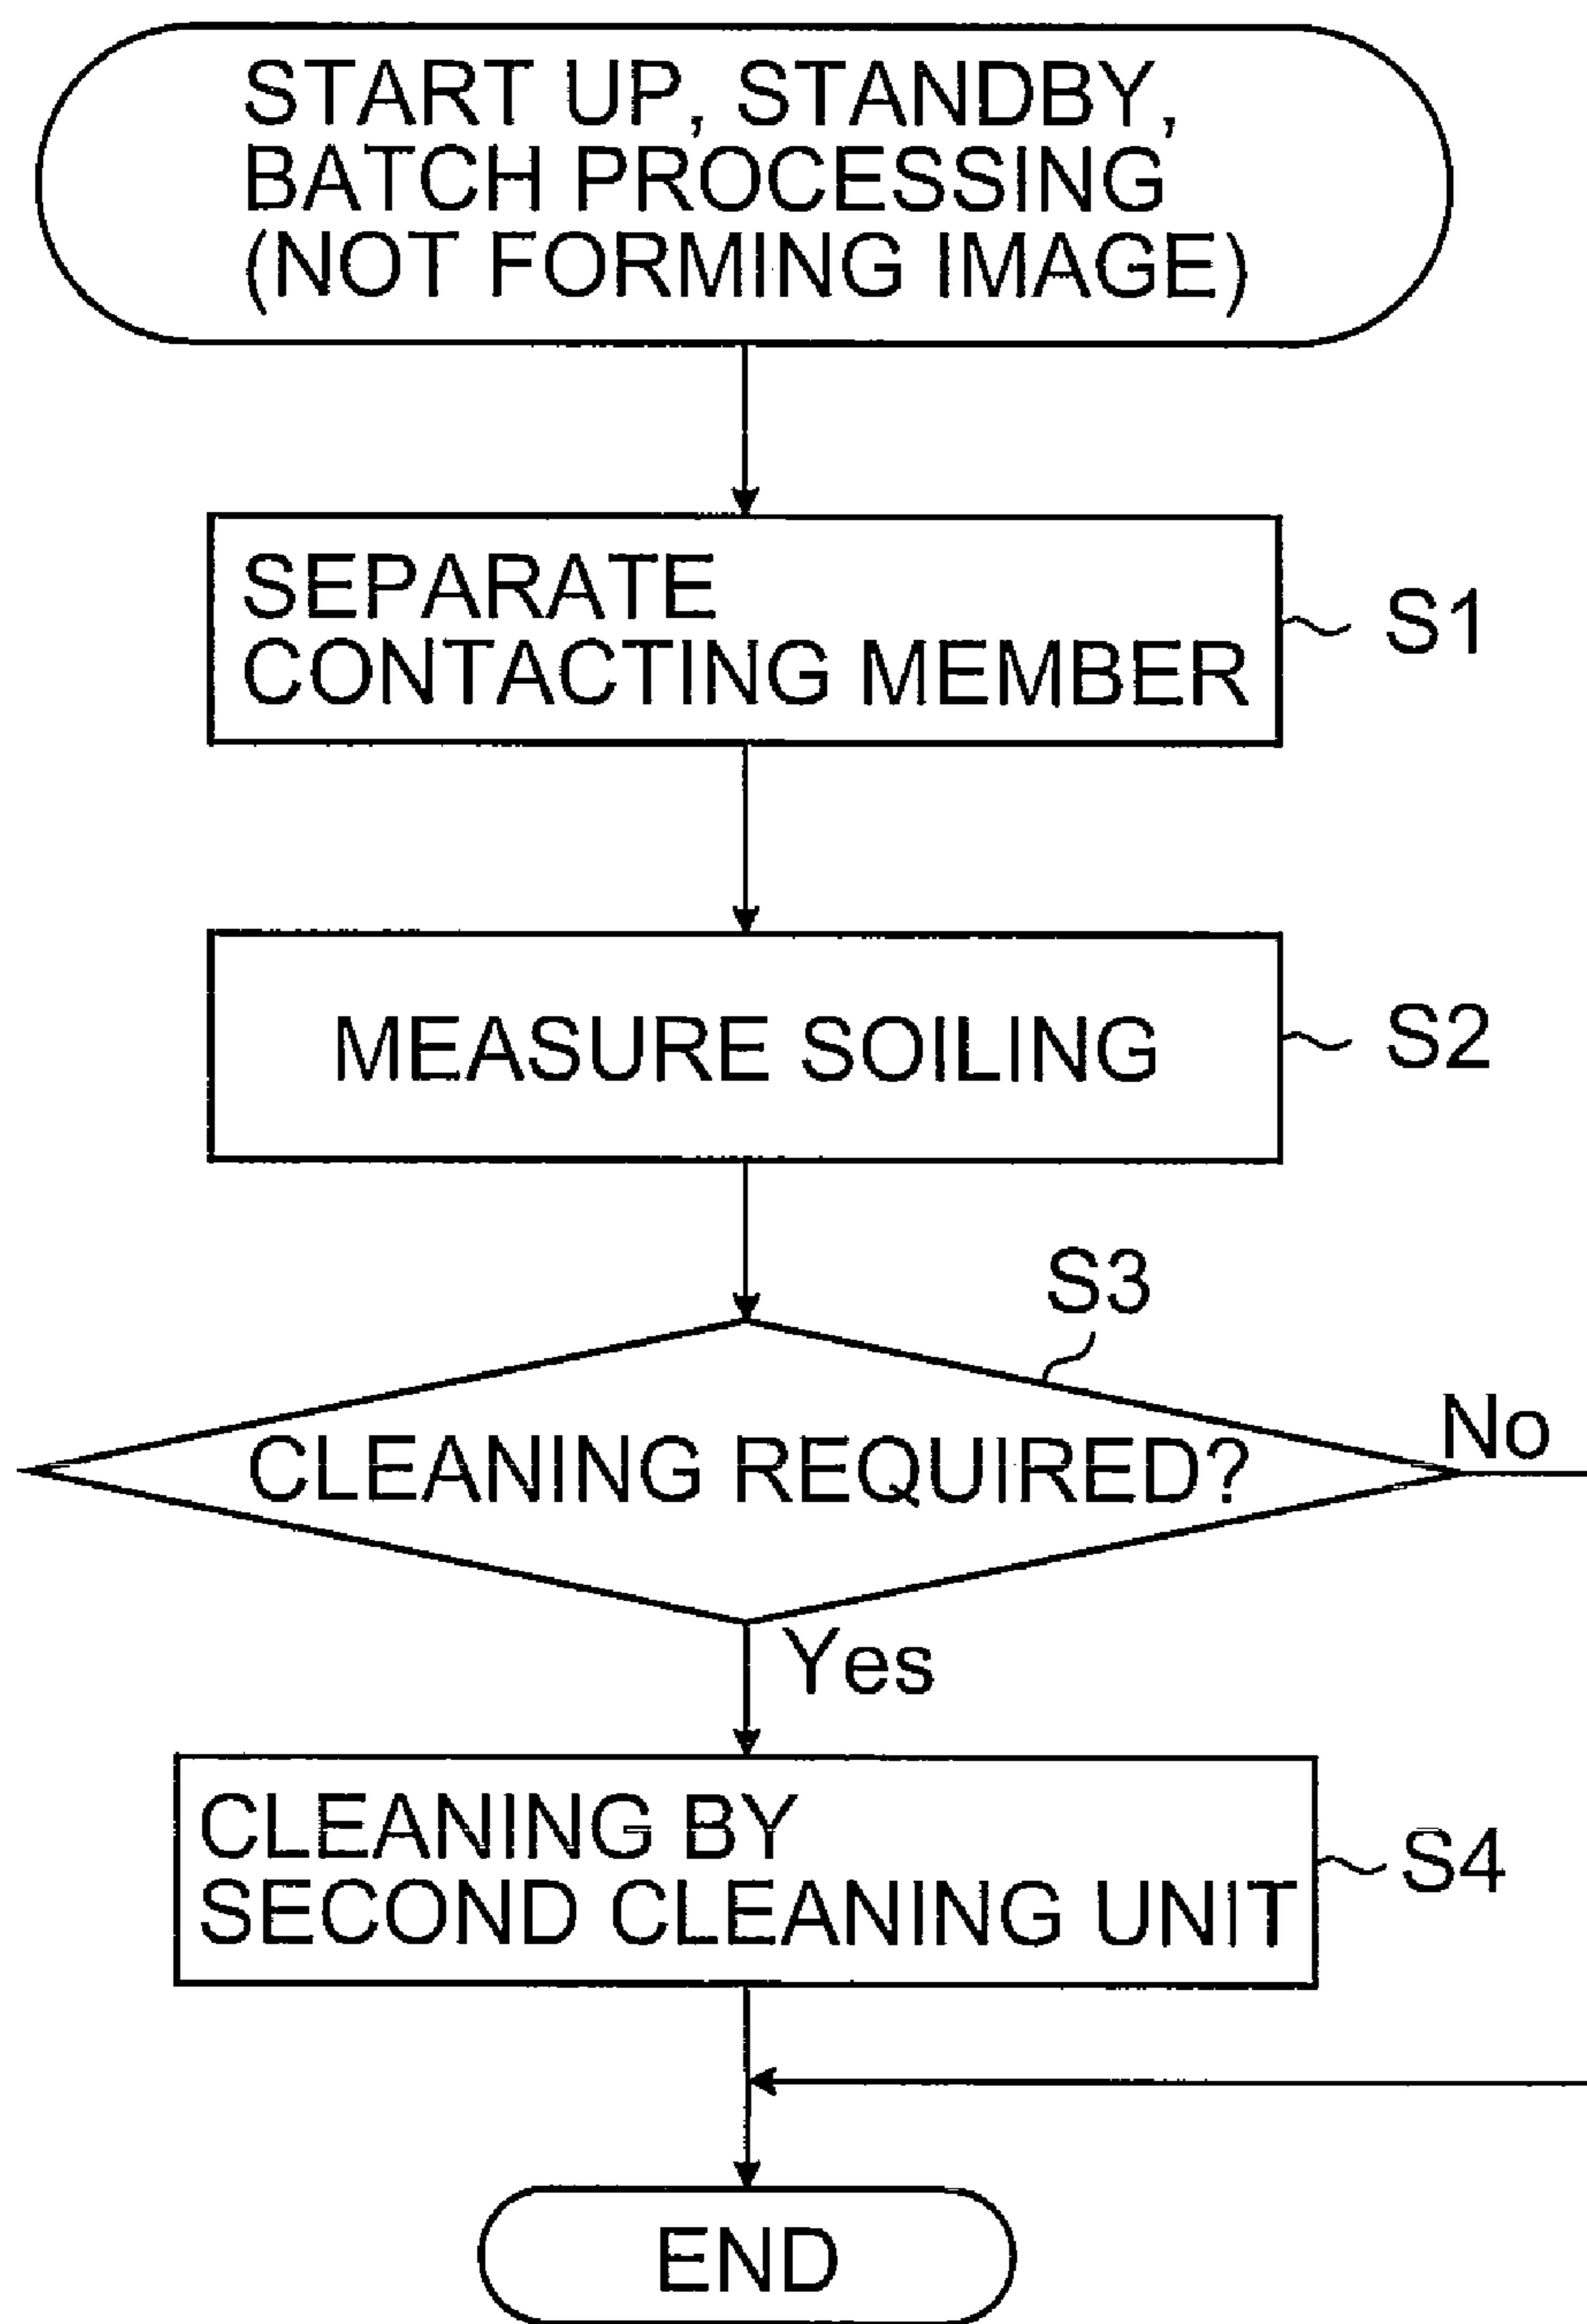 START UP, STANDBY,
BATCH PROCESSING
(NOT FORMING IMAGE)
SEPARATE
CONTACTING MEMBER
S1
MEASURE SOILING
S2
S3
CLEANING REQUIRED?
No
Yes
CLEANING BY
SECOND CLEANING UNIT
S4
END